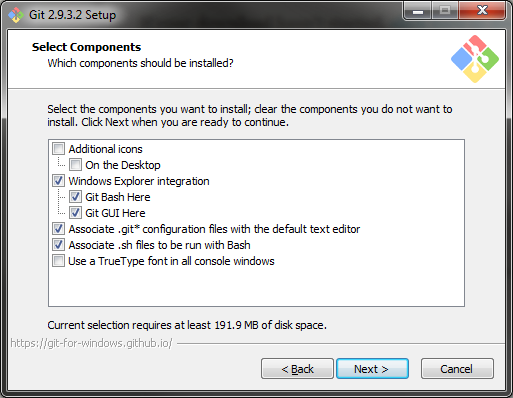 Git 2.9.3.2 Setup
Select Components
Which components should be installed?
Select the components you want to install; clear the components you do not want to
install. Click Next when you are ready to continue.
Additional icons
On the Desktop
Windows Explorer integration
Git Bash Here
Git GUI Here
Associate .git* configuration files with the default text editor
Associate .sh files to be run with Bash
Use a TrueType font in all console windows
Current selection requires at least 191.9 MB of disk space.
https://git-for-windows.github.io/
< Back
Next >
Cancel